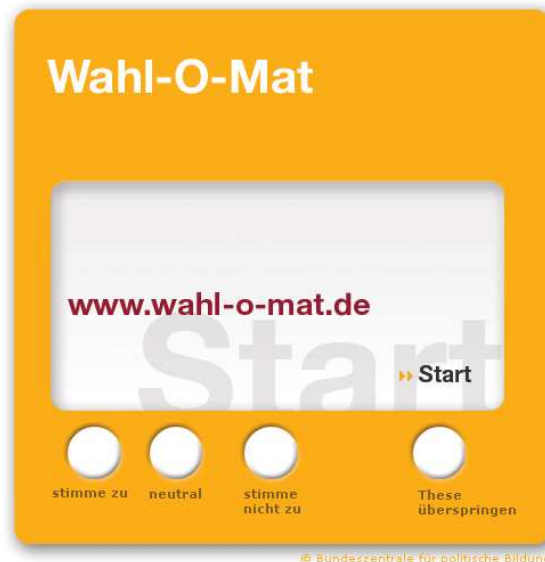 Wahl-O-Mat
www.wahl-o-mat.de
Start
Start
stimme zu
neutral
stimme
nicht zu
These
überspringen
© Bundeszentrale für politische Bildung